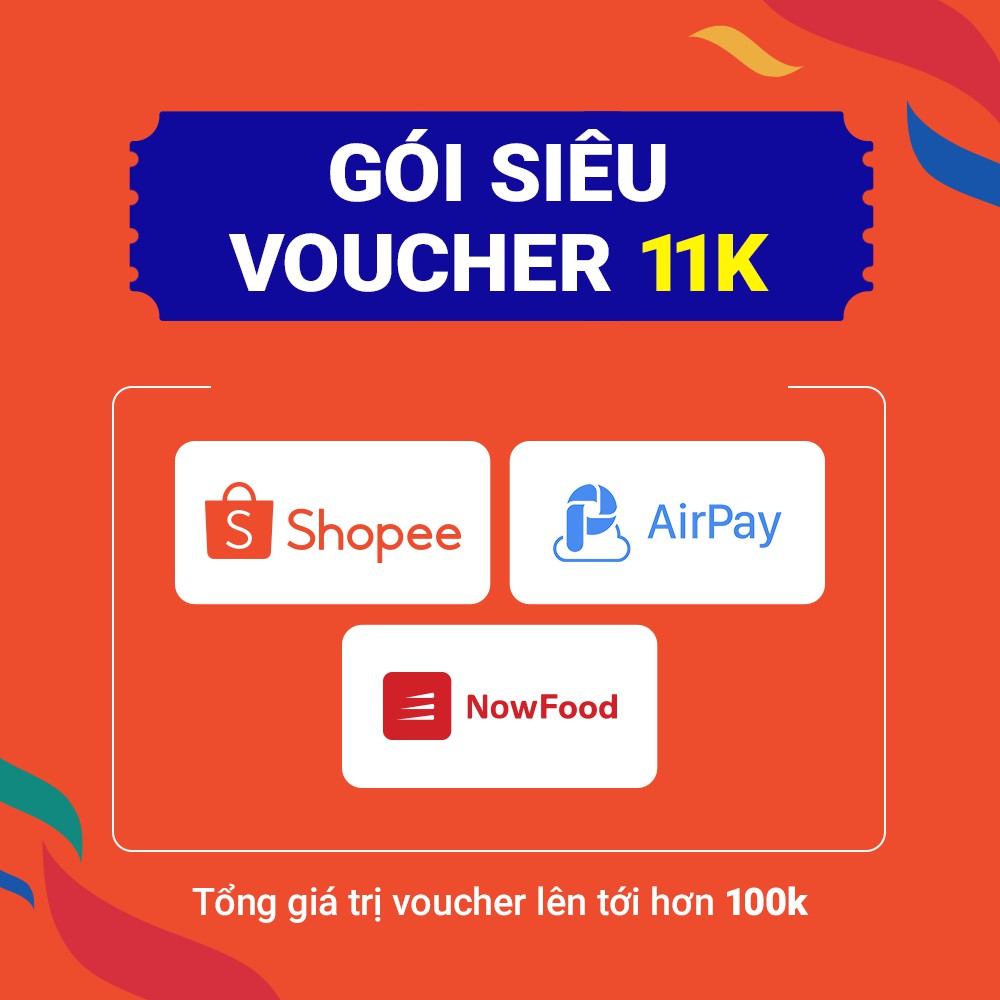 GÓI SIÊU
VOUCHER 11K
S Shopee
AirPay
NowFood
Tổng giá trị voucher lên tới hơn 100k